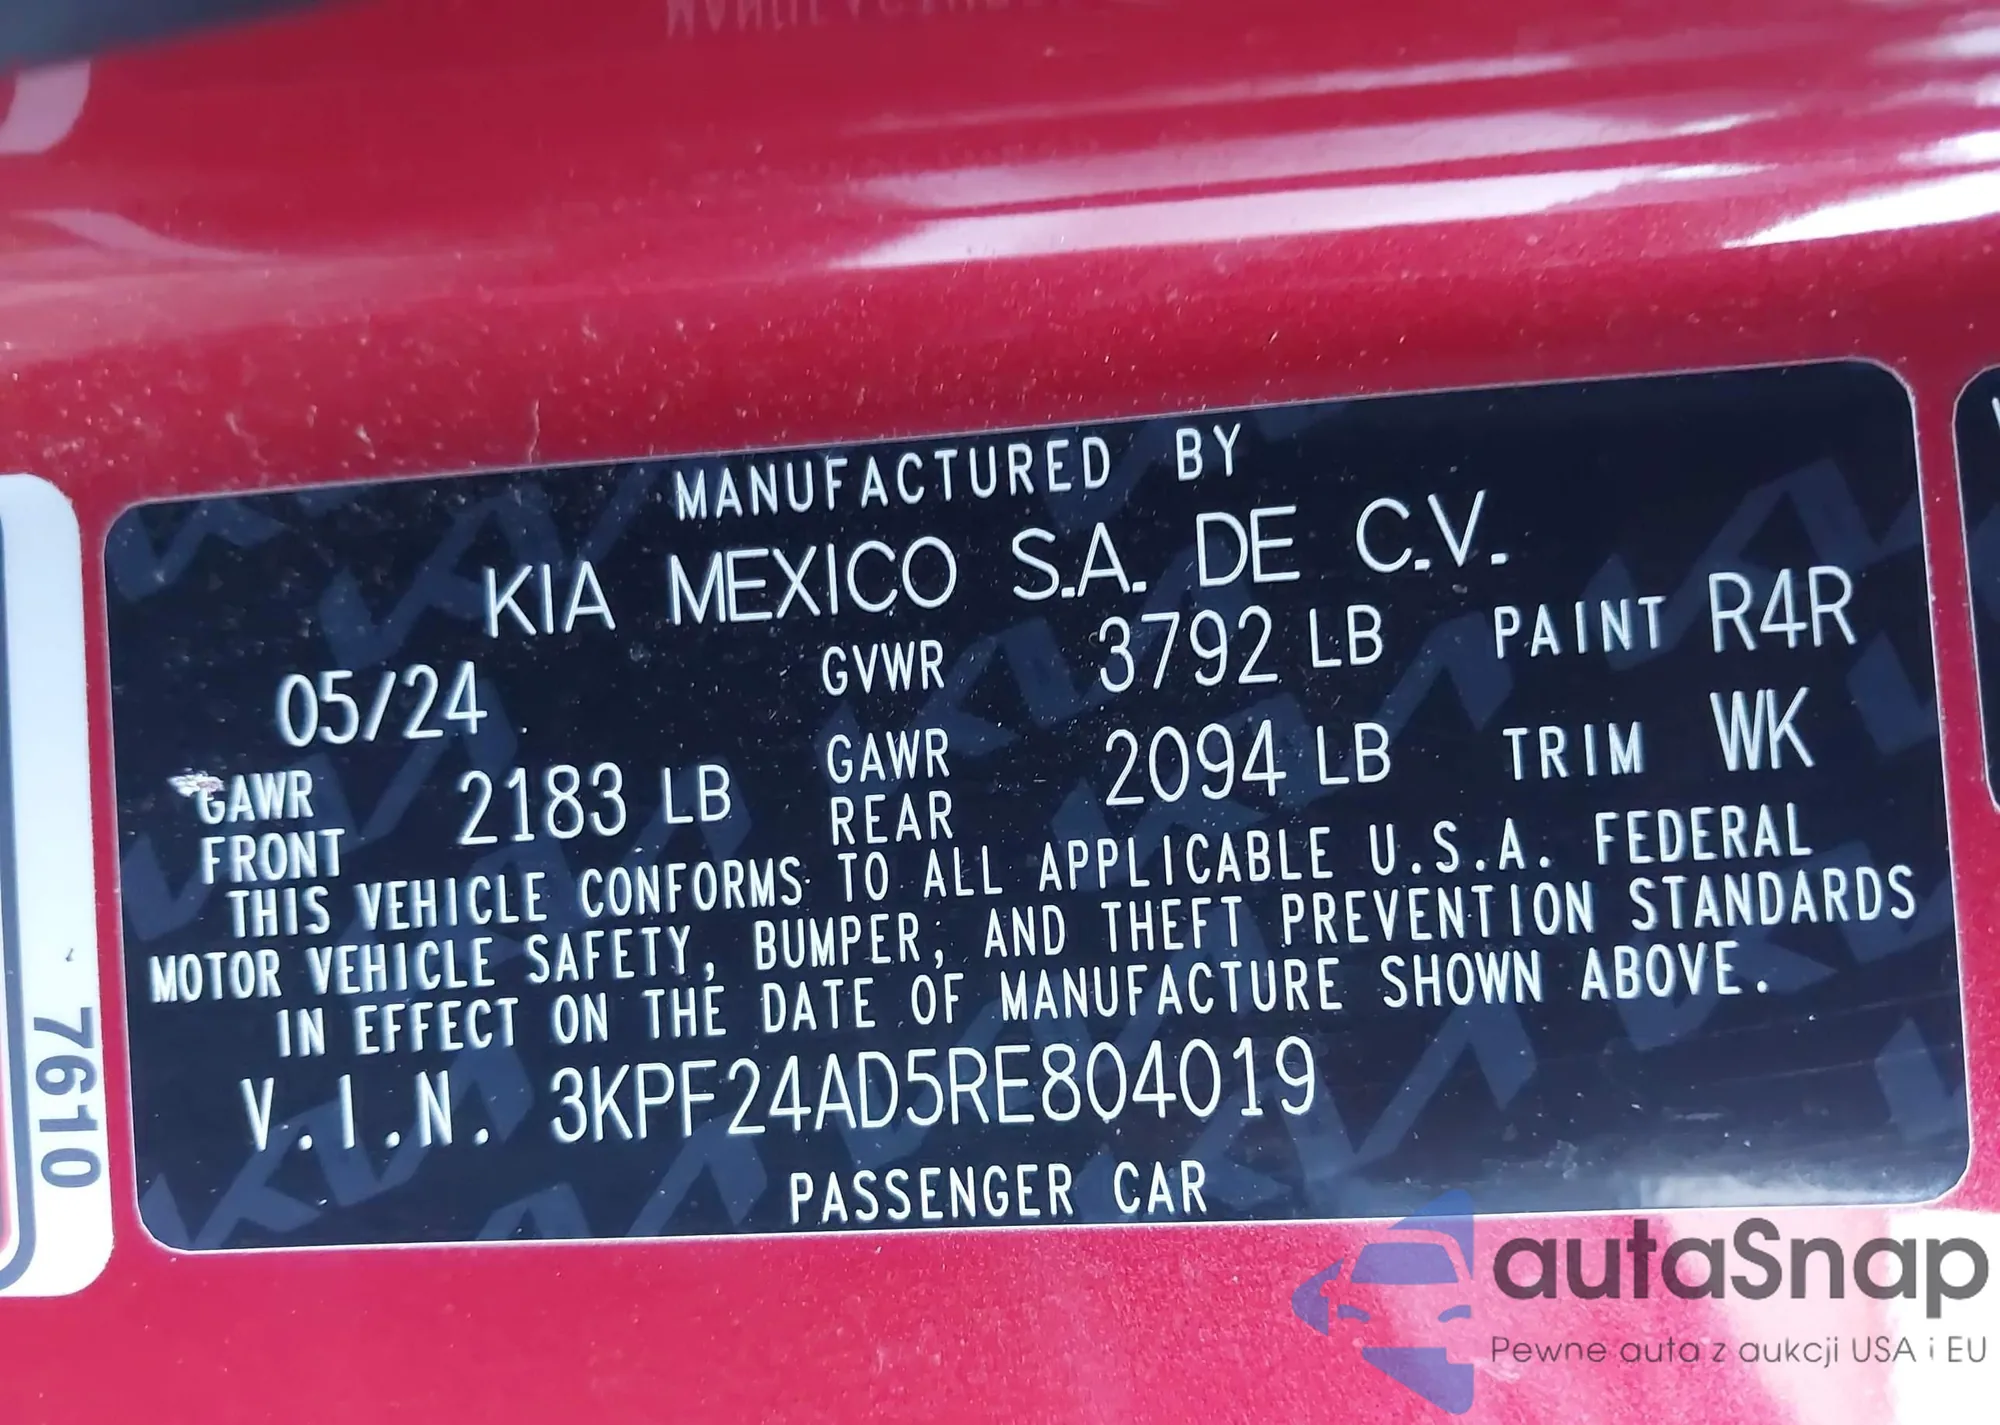 MANUFACTURED BY
KIA MEXICO S.A. DE C.V.
05/24 GVWR 3792 LB PAINT R4R
GAWR FRONT 2183 LB GAWR REAR 2094 LB TRIM WK
THIS VEHICLE CONFORMS TO ALL APPLICABLE U.S.A. FEDERAL
MOTOR VEHICLE SAFETY, BUMPER, AND THEFT PREVENTION STANDARDS
IN EFFECT ON THE DATE OF MANUFACTURE SHOWN ABOVE.
V.I.N. 3KPF24AD5RE804019
PASSENGER CAR
7610
autaSnap
Pewne auta z aukcji USA i EU